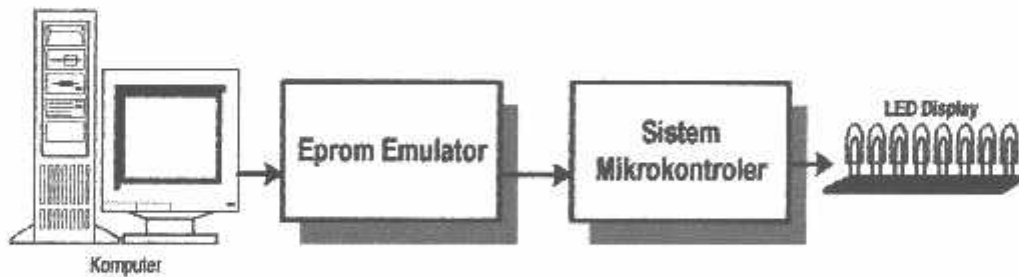 Komputer
Eprom Emulator
Sistem
Mikrokontroler
LED Display